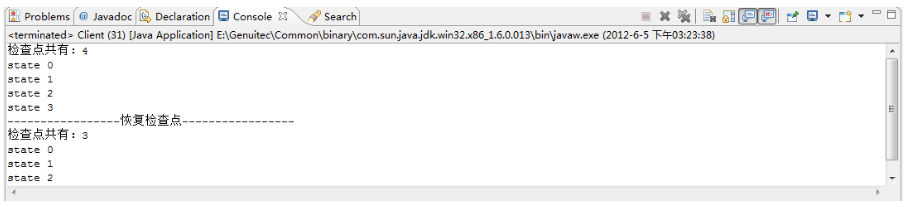 Problems @ Javadoc Declaration Console Search
<terminated> Client (31) [Java Application] E:\Genuitec\Common\binary\com.sun.java.jdk.win32.x86_1.6.0.013\bin\javaw.exe (2012-6-5 下午03:23:38)
检查点共有：4
state 0
state 1
state 2
state 3
-----------------恢复检查点-----------------
检查点共有：3
state 0
state 1
state 2